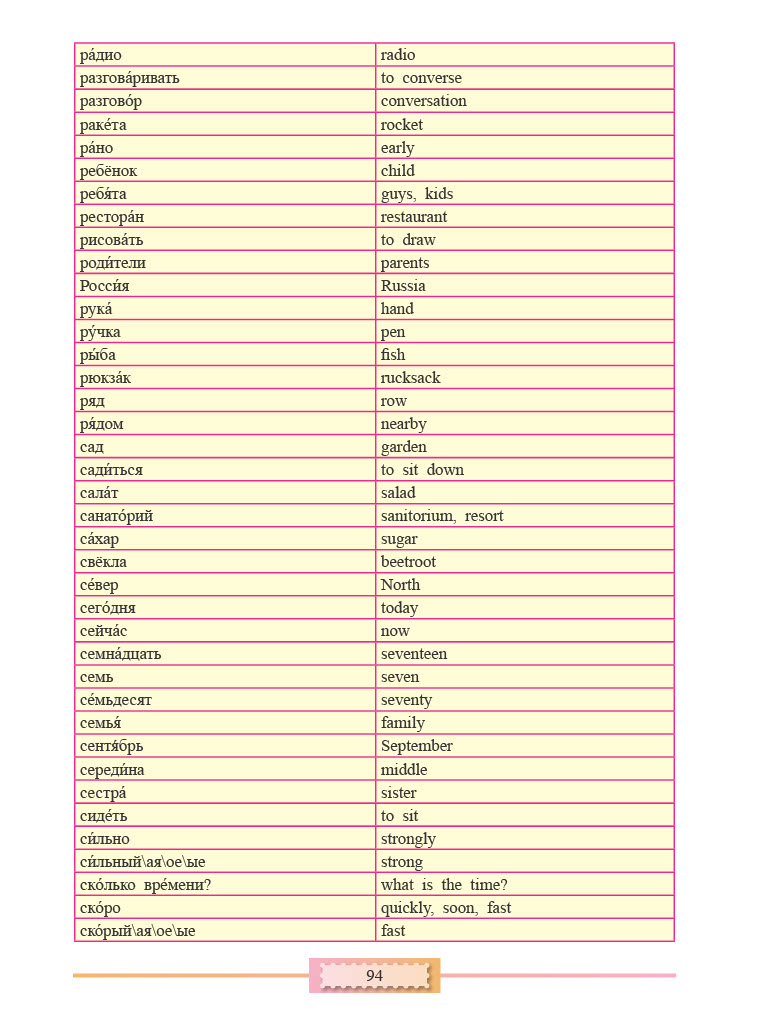 ра́дио radio
разгова́ривать to converse
разгово́р conversation
раке́та rocket
ра́но early
ребёнок child
ребя́та guys, kids
рестора́н restaurant
рисова́ть to draw
роди́тели parents
Росси́я Russia
рука́ hand
ру́чка pen
ры́ба fish
рюкза́к rucksack
ряд row
ря́дом nearby
сад garden
сади́ться to sit down
сала́т salad
санато́рий sanitorium, resort
са́хар sugar
свёкла beetroot
се́вер North
сего́дня today
сейча́с now
семна́дцать seventeen
семь seven
се́мьдесят seventy
семья́ family
сентя́брь September
середи́на middle
сестра́ sister
сиде́ть to sit
си́льно strongly
си́льный\ая\ое\ые strong
ско́лько вре́мени? what is the time?
ско́ро quickly, soon, fast
ско́рый\ая\ое\ые fast
94